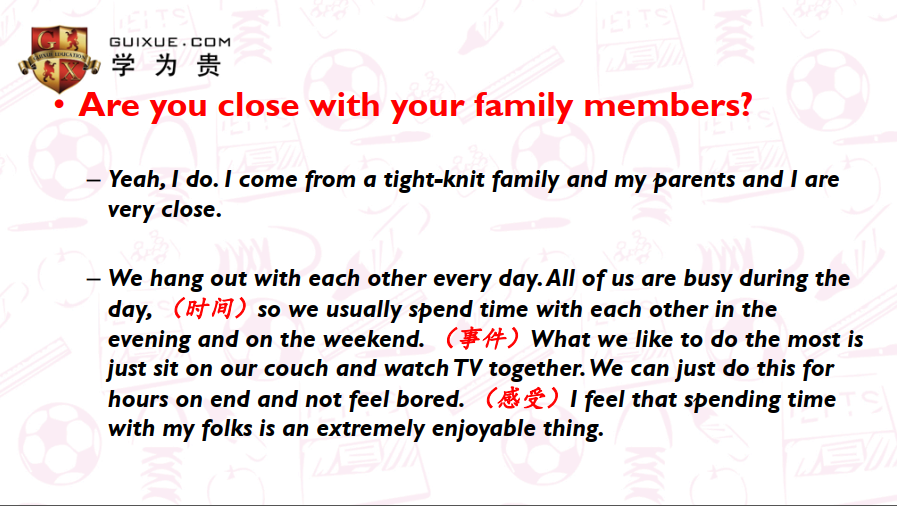 GUIXUE.COM
学为贵
• Are you close with your family members?
– Yeah, I do. I come from a tight-knit family and my parents and I are
very close.
– We hang out with each other every day. All of us are busy during the
day, （时间）so we usually spend time with each other in the
evening and on the weekend. （事件）What we like to do the most is
just sit on our couch and watch TV together. We can just do this for
hours on end and not feel bored. （感受）I feel that spending time
with my folks is an extremely enjoyable thing.